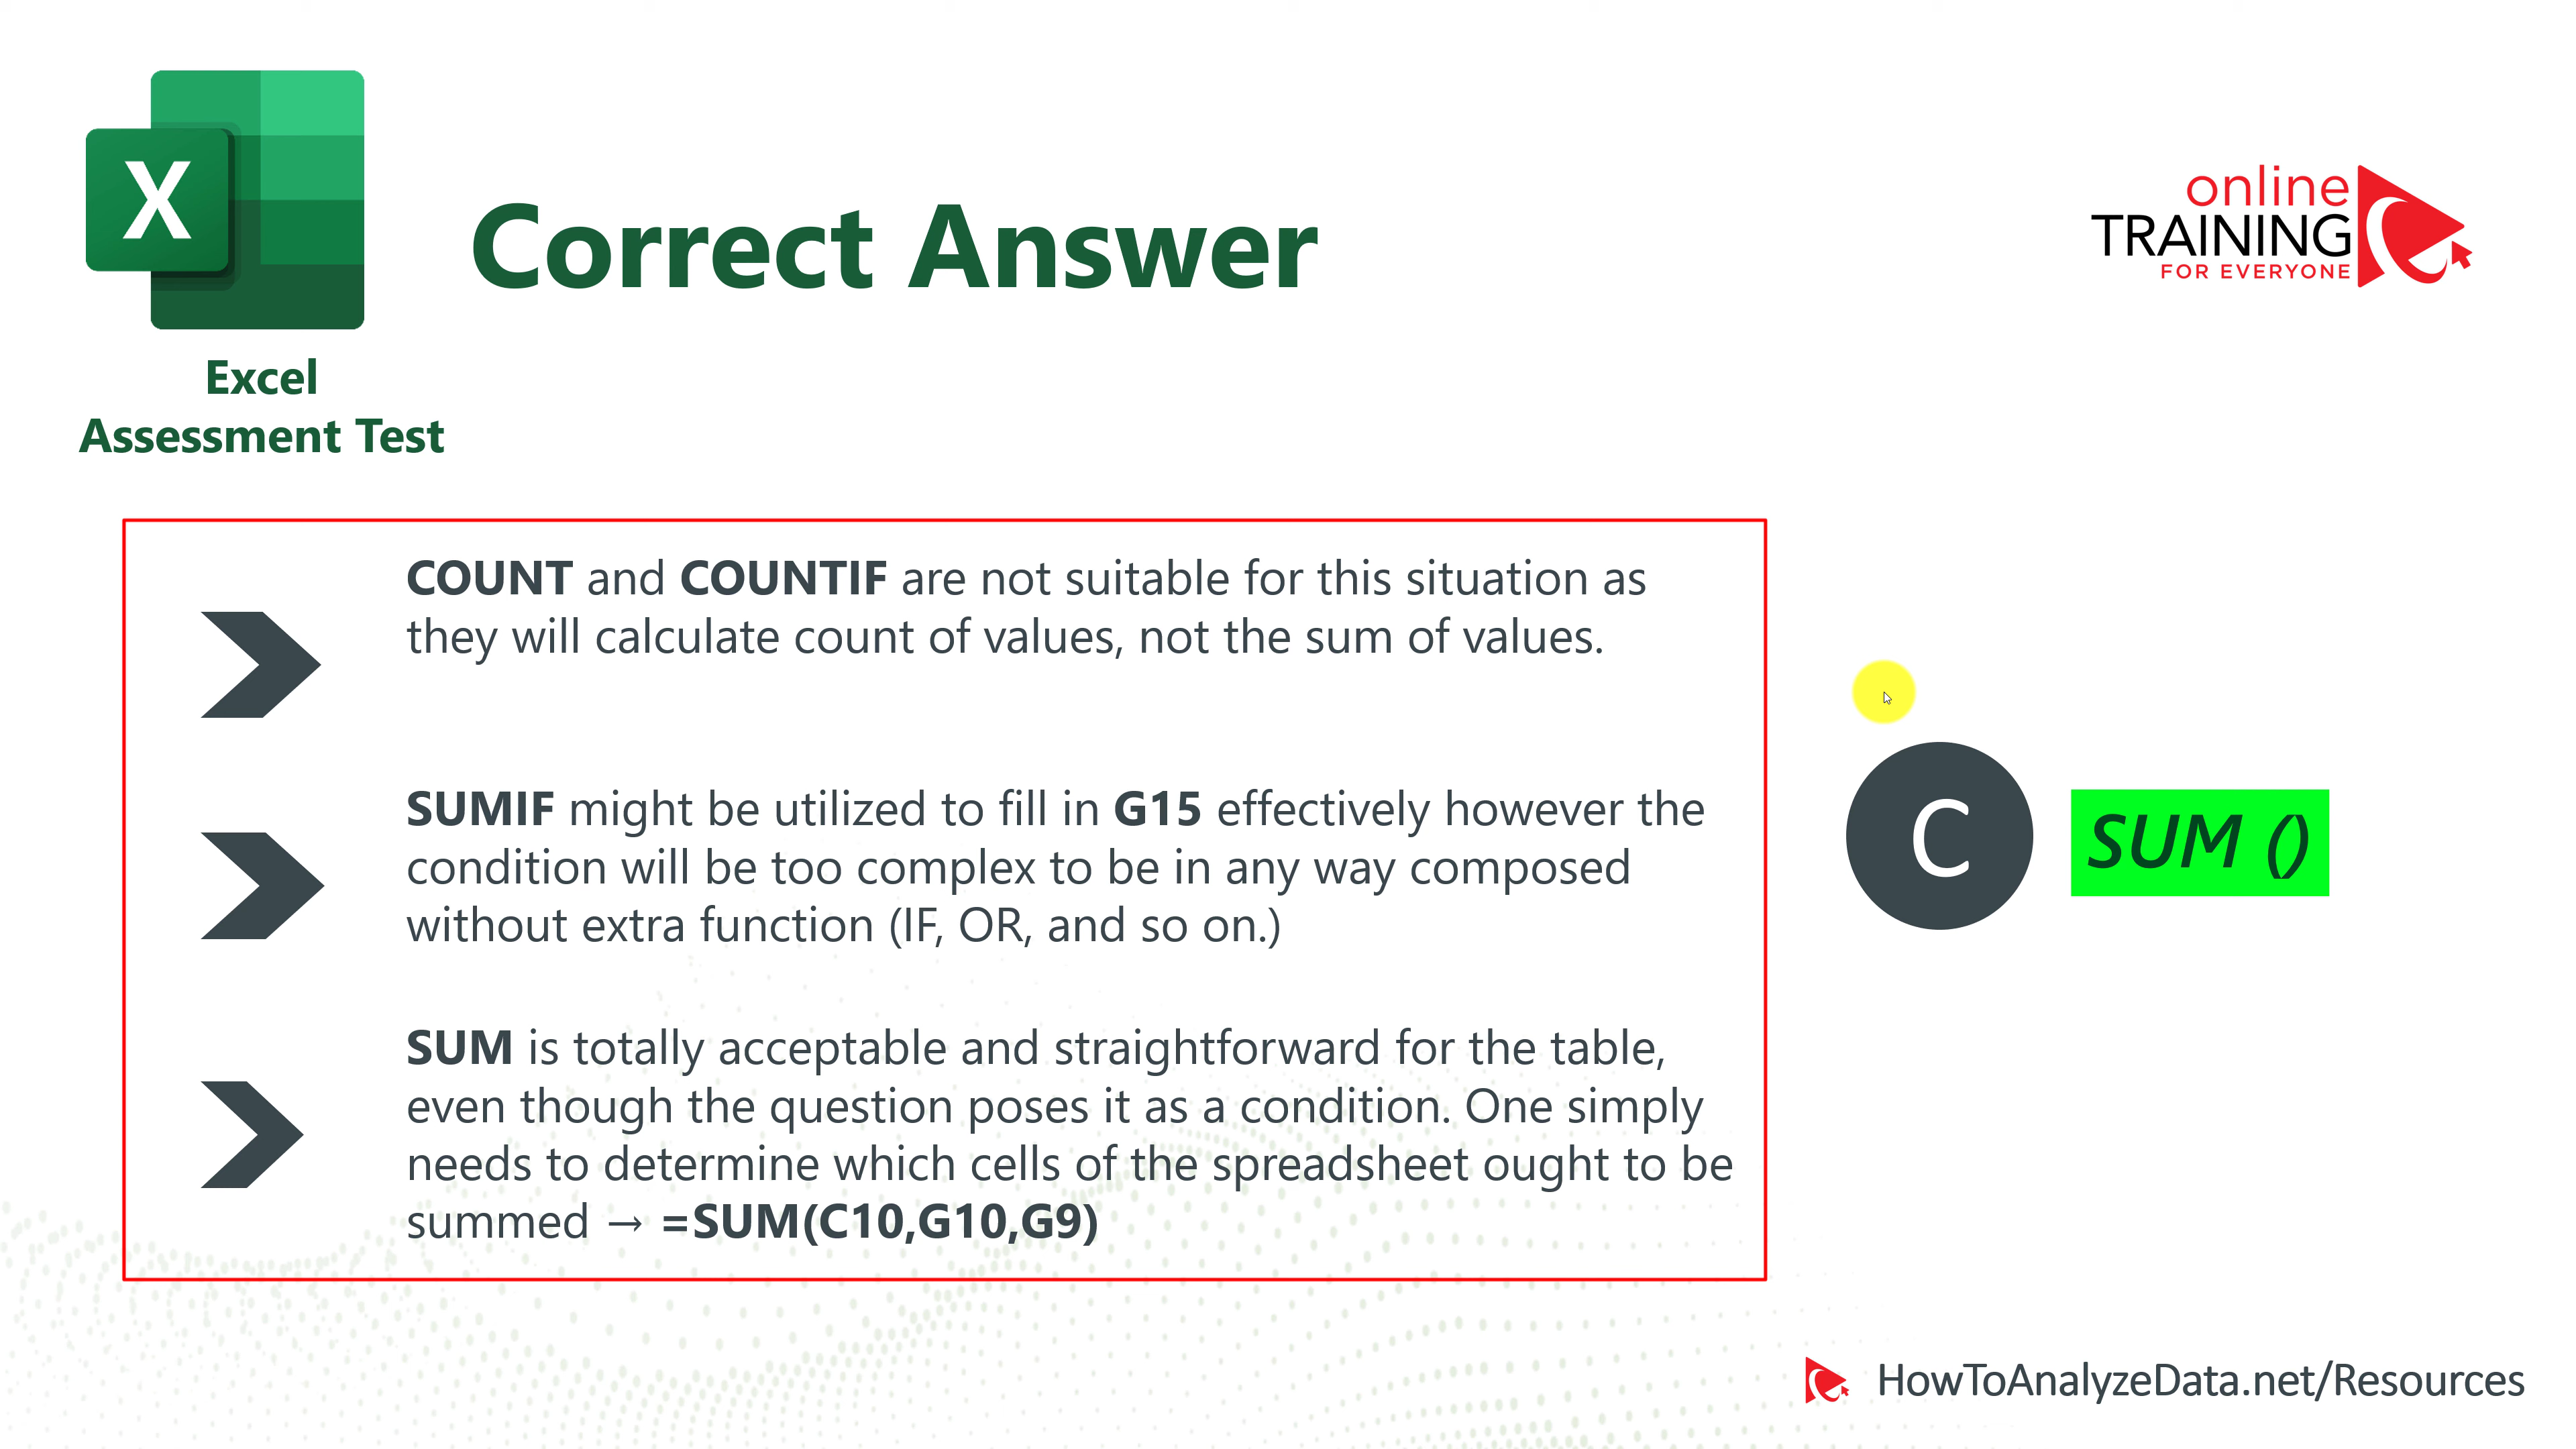 X
Excel
Assessment Test
Correct Answer
online
TRAINING
FOR EVERYONE
COUNT and COUNTIF are not suitable for this situation as
they will calculate count of values, not the sum of values.
SUMIF might be utilized to fill in G15 effectively however the
condition will be too complex to be in any way composed
without extra function (IF, OR, and so on.)
SUM is totally acceptable and straightforward for the table,
even though the question poses it as a condition. One simply
needs to determine which cells of the spreadsheet ought to be
summed → =SUM(C10,G10,G9)
C
SUM ()
HowToAnalyzeData.net/Resources